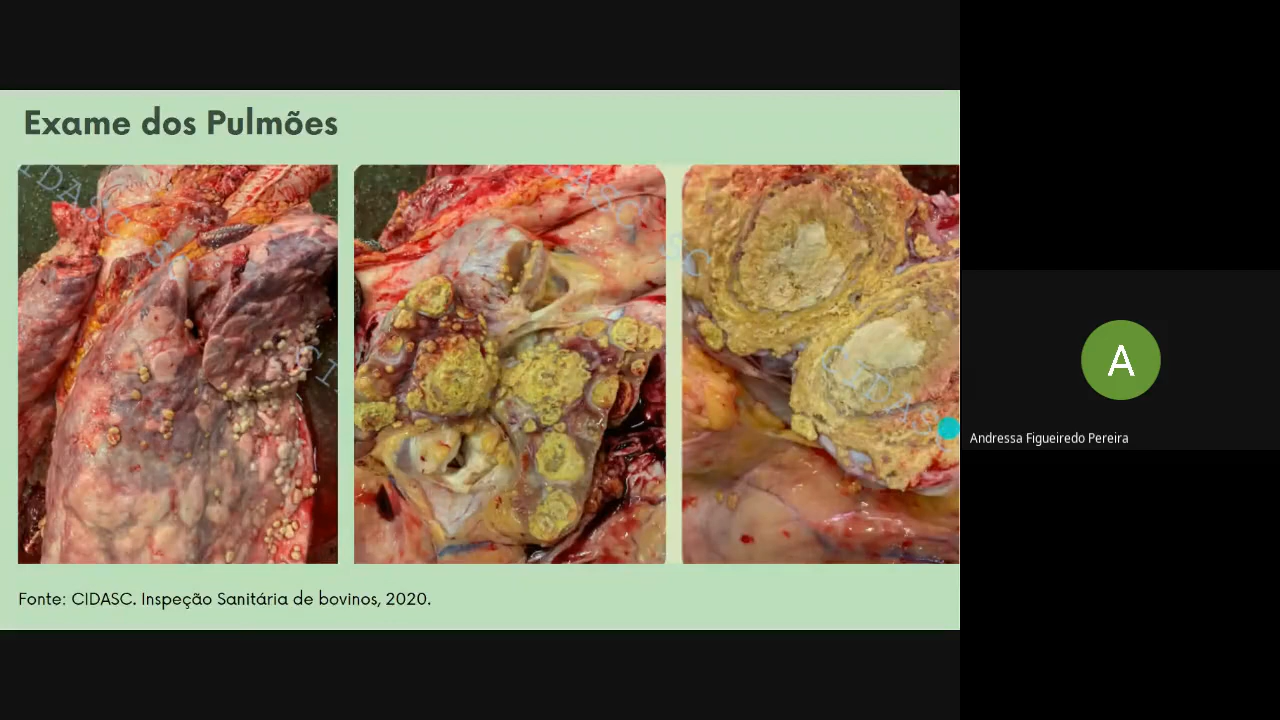 Exame dos Pulmões
Fonte: CIDASC. Inspeção Sanitária de bovinos, 2020.
A
Andressa Figueiredo Pereira